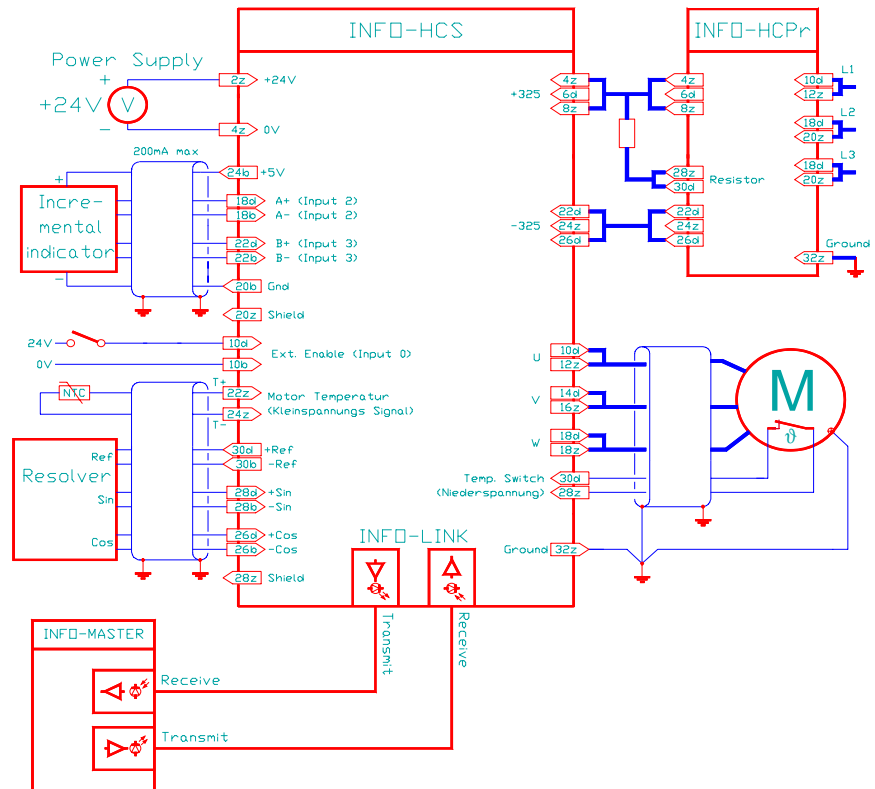 INFO-HCS
INFO-HCPr
Power Supply
+
+24V
V
–
2z +24V
4z 0V
200mA max
+
24b +5V
Incre-
mental
indicator
–
18d A+ (Input 2)
18b A- (Input 2)
22d B+ (Input 3)
22b B- (Input 3)
20b Gnd
20z Shield
24V
10d
0V
10b
Ext. Enable (Input 0)
NTC
T+
22z
24z
T-
Motor Temperatur
(Kleinspannungs Signal)
Resolver
Ref
Sin
Cos
30d +Ref
30b -Ref
28d +Sin
28b -Sin
26d +Cos
26b -Cos
28z Shield
+325
4z
6d
8z
-325
22d
24z
26d
U
10d
12z
V
14d
16z
W
18d
18z
Temp. Switch
(Niederspannung)
30d
28z
Ground 32z
4z
6d
8z
28z
30d
Resistor
22d
24z
26d
10d
12z
L1
18d
20z
L2
18d
20z
L3
Ground
32z
M
ϑ
INFO-LINK
Transmit
Receive
INFO-MASTER
Receive
Transmit